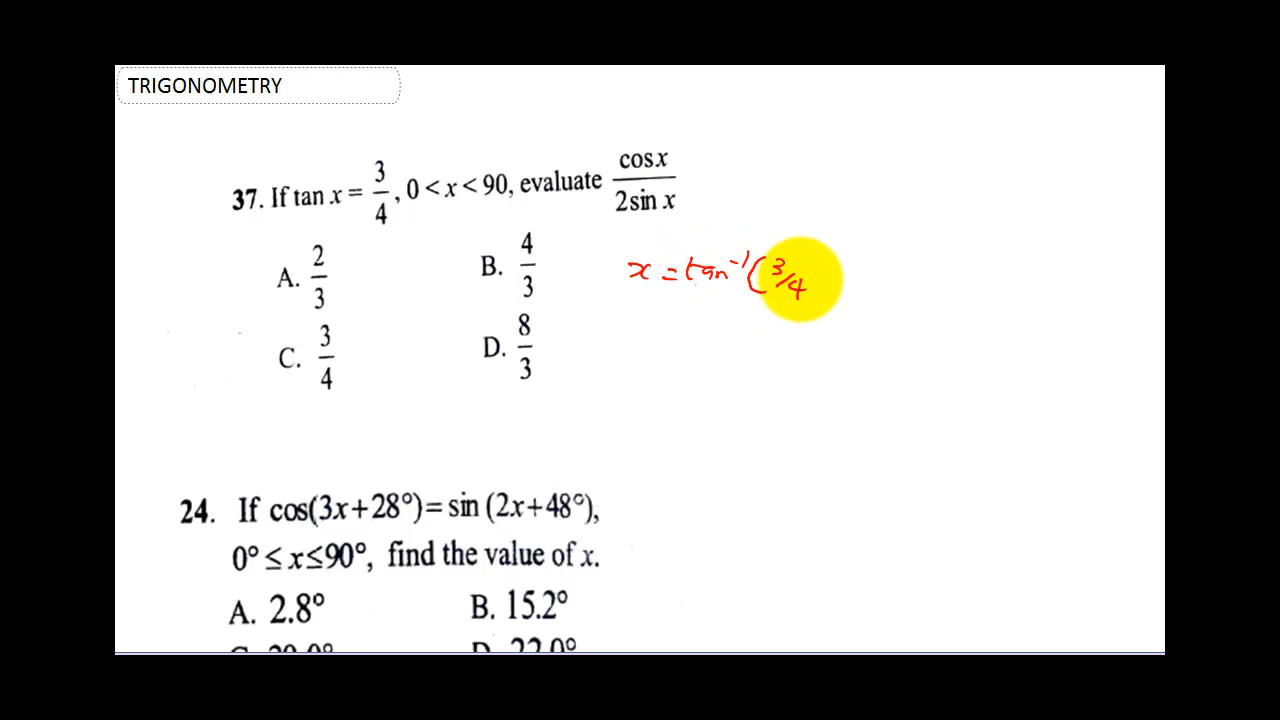 TRIGONOMETRY
37. If tan x = 3/4, 0 < x < 90, evaluate cosx/2sin x
A. 2/3 B. 4/3
x = tan⁻¹(3/4
C. 3/4 D. 8/3
24. If cos(3x+28°)=sin (2x+48°),
0° ≤ x≤90°, find the value of x.
A. 2.8° B. 15.2°